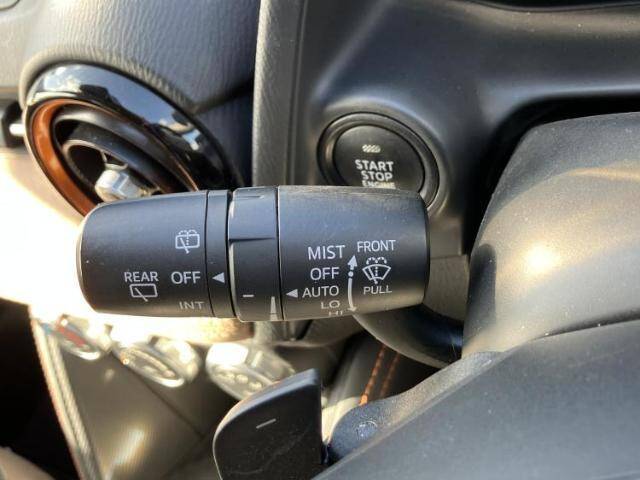 START
STOP
ENGINE
MIST FRONT
REAR OFF OFF
AUTO PULL
INT LO
HI